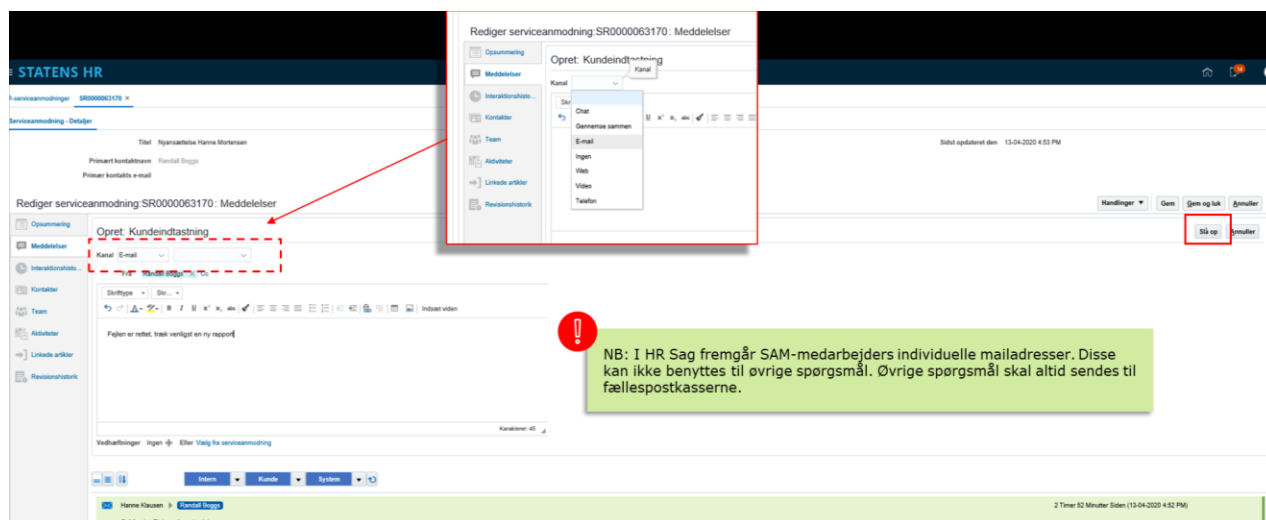 Rediger serviceanmodning:SR0000063170: Meddelelser
Opsummering
Meddelelser
Interaktionshisto...
Kontakter
Team
Aktiviteter
Linkede artikler
Revisionshistorik
Opret: Kundeindtastning
Kanal
Kanal
Chat
Gennemse sammen
E-mail
Ingen
Web
Video
Telefon
STATENS HR
serviceanmodninger SR0000063170 ×
Serviceanmodning - Detaljer
Titel Nyansættelse Hanne Mortensen
Sidst opdateret den 13-04-2020 4:53 PM
Primært kontaktnavn Randall Boggs
Primær kontakts e-mail
Rediger serviceanmodning:SR0000063170: Meddelelser
Handlinger Gem Gem og luk Annuller
Opsummering
Meddelelser
Interaktionshisto...
Kontakter
Team
Aktiviteter
Linkede artikler
Revisionshistorik
Opret: Kundeindtastning
Slå op Annuller
Kanal E-mail
Fra Randall Boggs × Cc
Skrifttype Skr...
Indsæt viden
Fejlen er rettet, træk venligst en ny rapport
Karakterer: 45
Vedhæftninger Ingen Eller Vælg fra serviceanmodning
NB: I HR Sag fremgår SAM-medarbejders individuelle mailadresser. Disse
kan ikke benyttes til øvrige spørgsmål. Øvrige spørgsmål skal altid sendes til
fællespostkasserne.
Intern Kunde System
Hanne Klausen Randall Boggs
2 Timer 52 Minutter Siden (13-04-2020 4:52 PM)